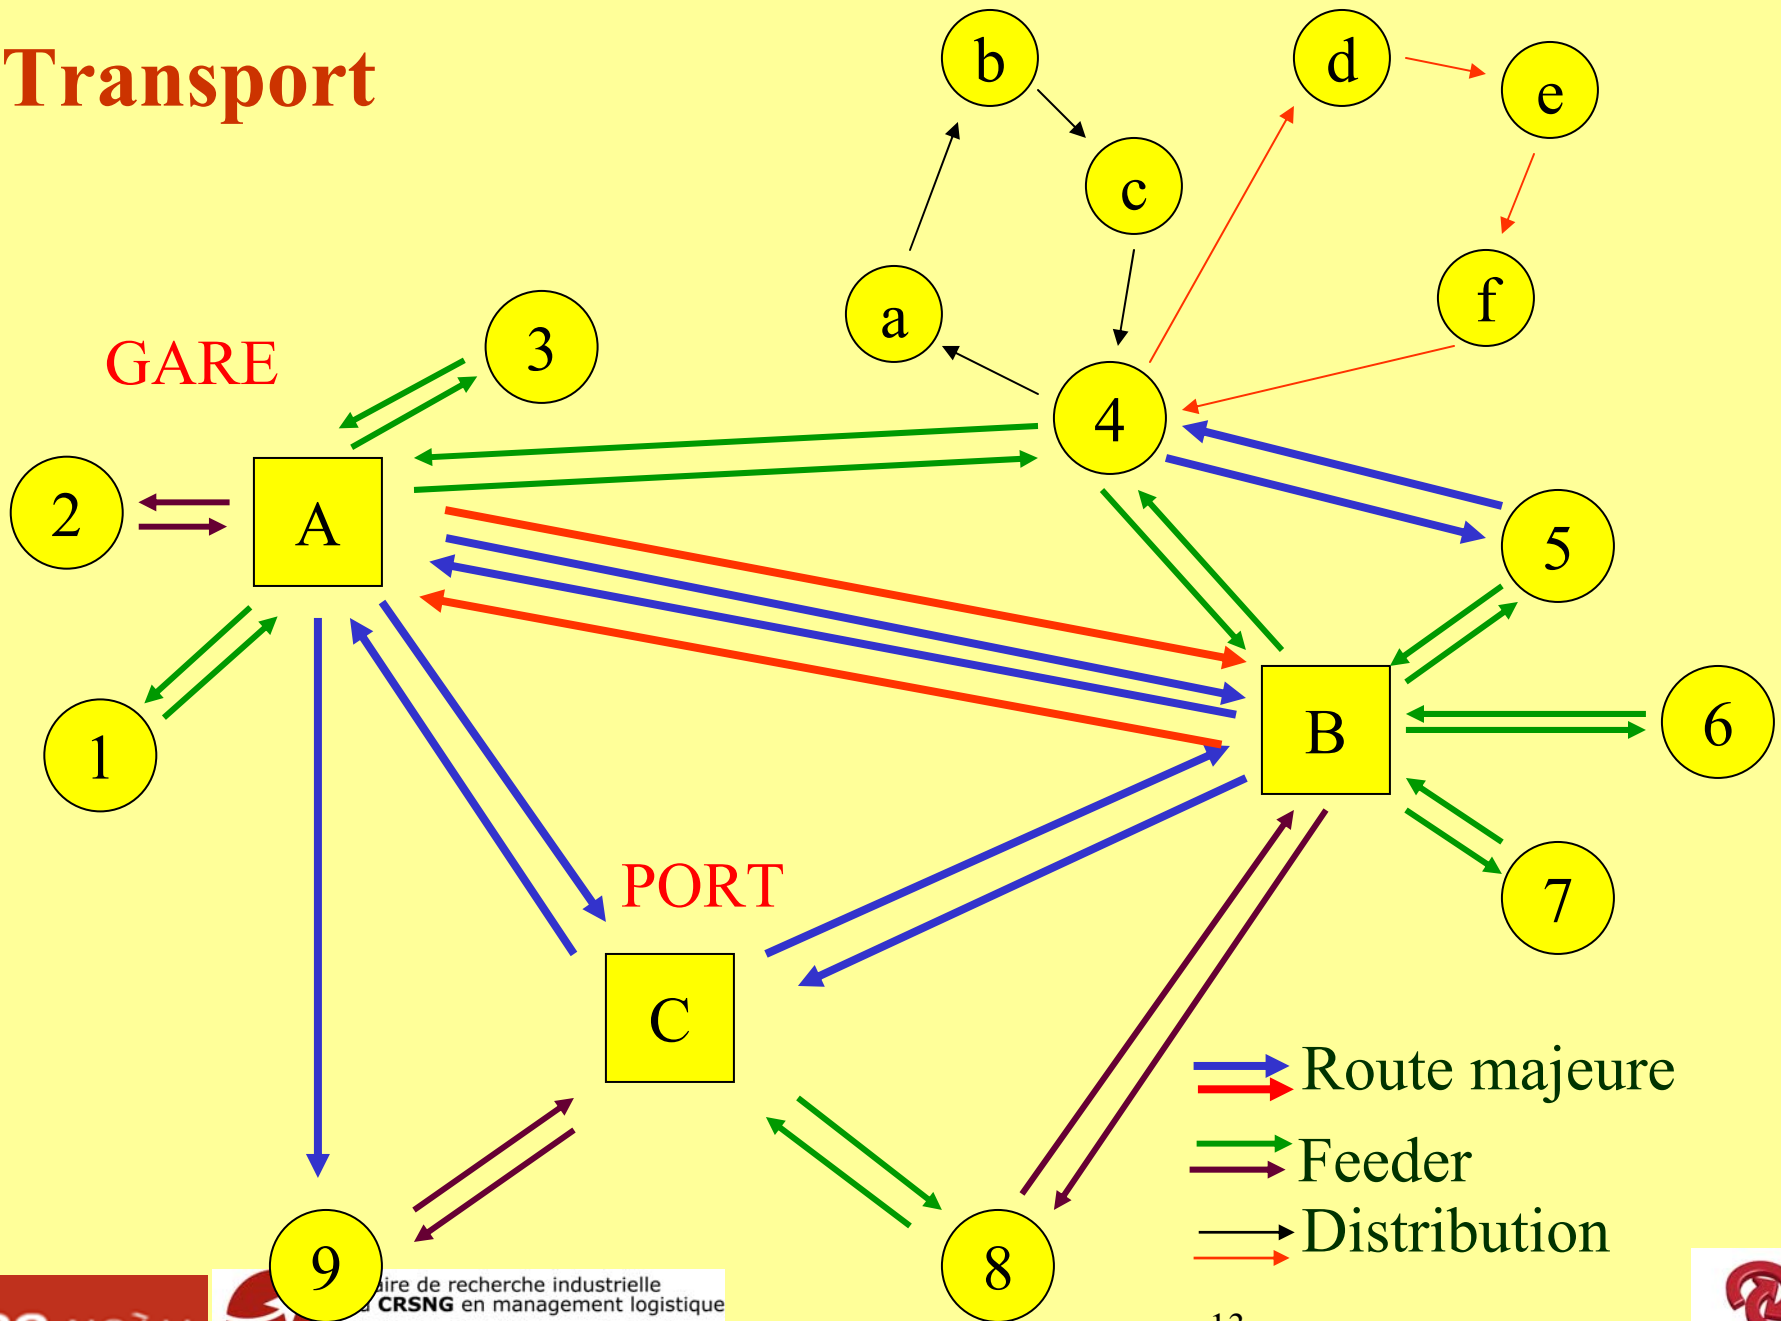 Transport
b
d
e
c
a
f
GARE
3
4
2
A
5
1
B
6
PORT
7
C
Route majeure
Feeder
Distribution
9
8
aire de recherche industrielle
CRSNG en management logistique